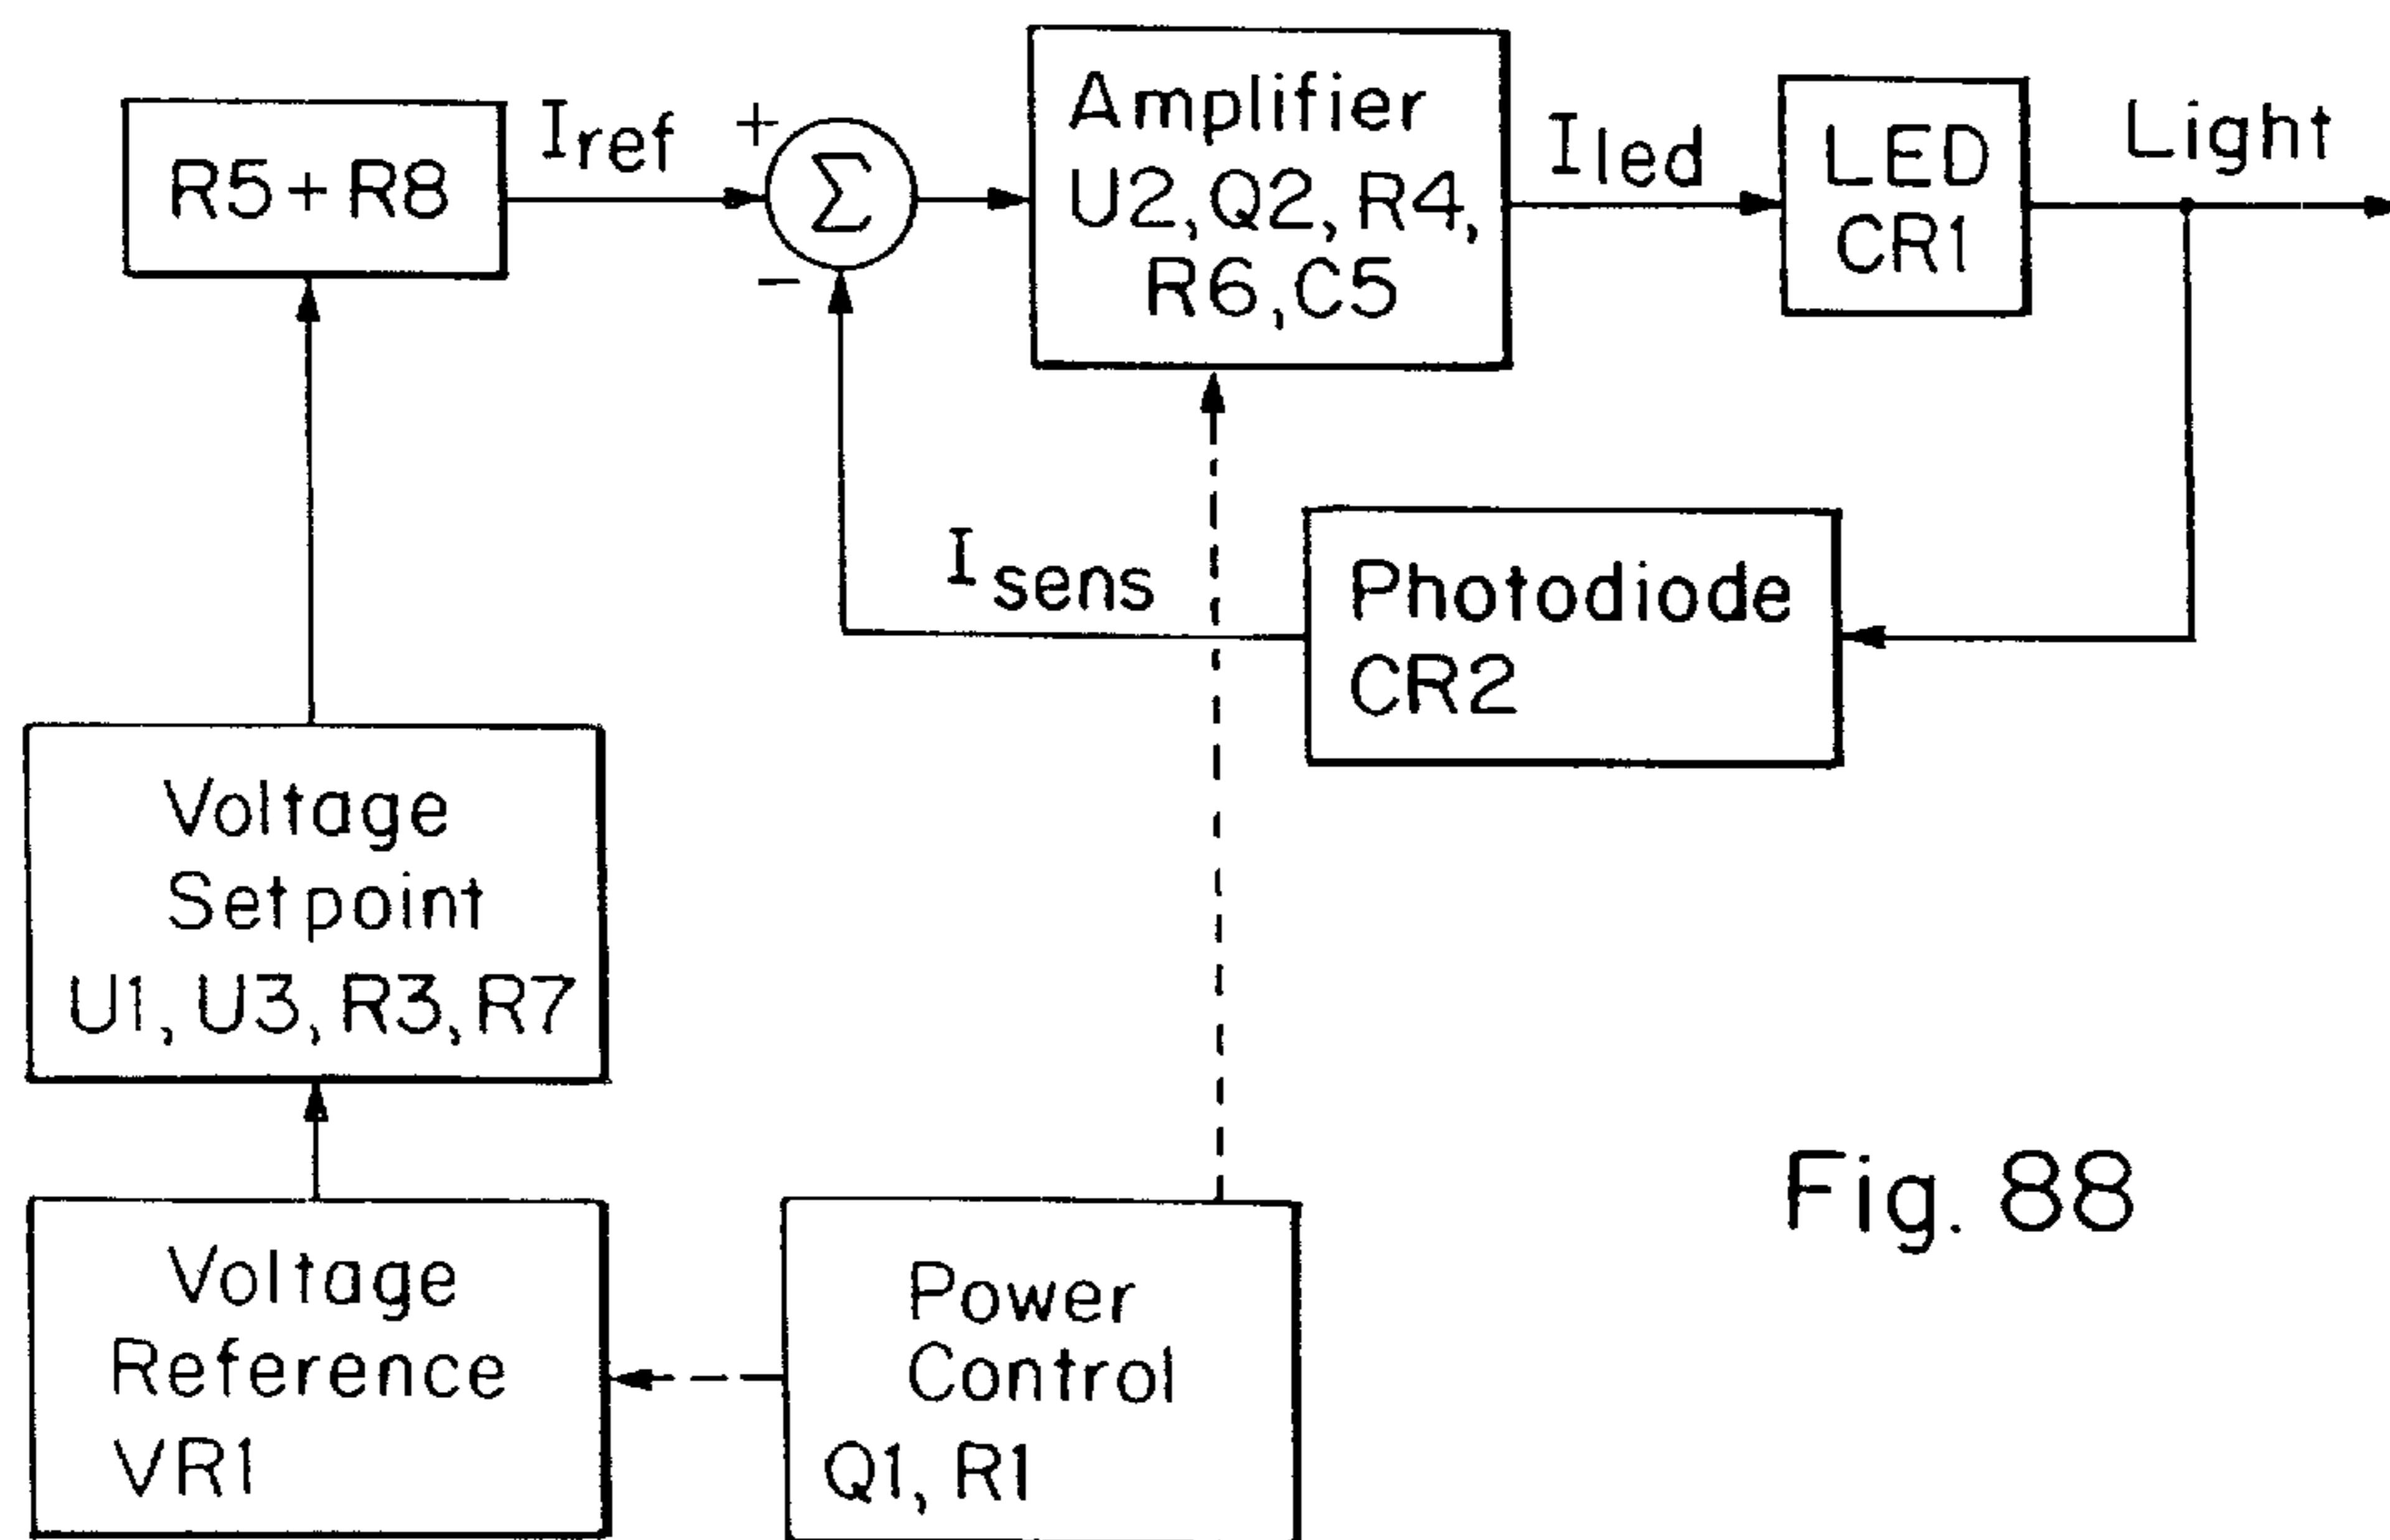 R5+R8
Iref
+
Σ
−
Amplifier
U2,Q2,R4,
R6,C5
Iled
LED
CR1
Light
Isens
Photodiode
CR2
Voltage
Setpoint
U1, U3, R3, R7
Voltage
Reference
VR1
Power
Control
Q1, R1
Fig. 88